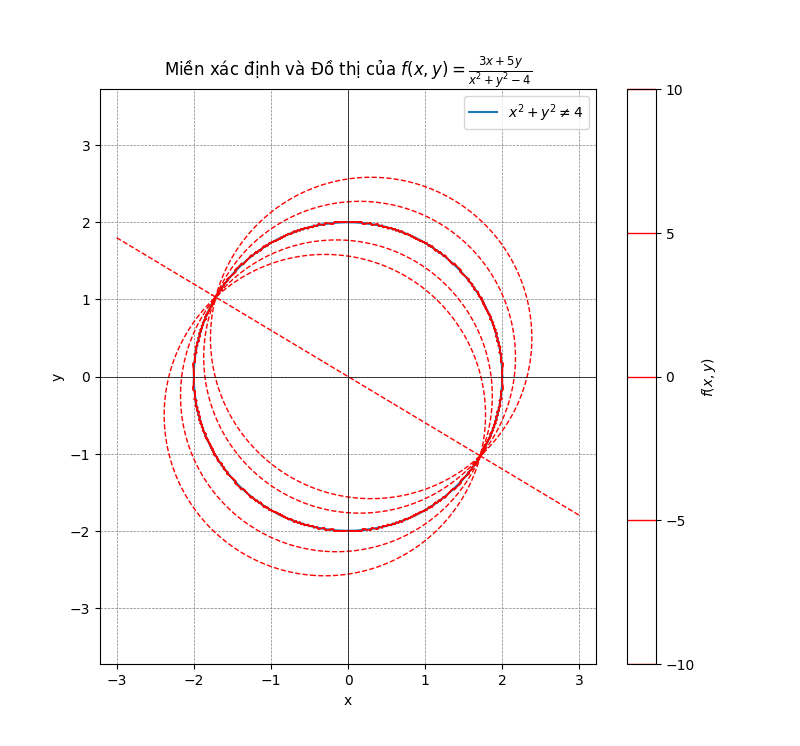 Miền xác định và Đồ thị của $f(x, y) = \frac{3x + 5y}{x^2 + y^2 - 4}$
$x^2 + y^2 \neq 4$
3
2
1
0
−1
−2
−3
y
−3 −2 −1 0 1 2 3
x
10
5
0
−5
−10
f(x, y)